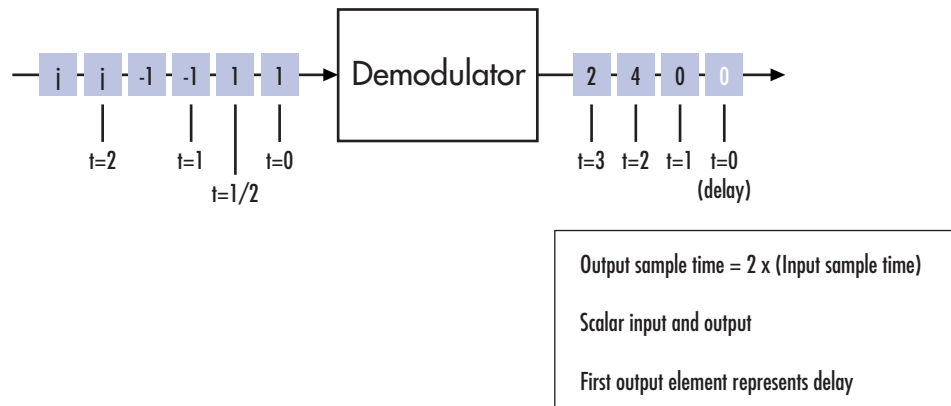 j j -1 -1 1 1
Demodulator
2 4 0 0
t=2 t=1 t=0
t=1/2
t=3 t=2 t=1 t=0
(delay)
Output sample time = 2 x (Input sample time)
Scalar input and output
First output element represents delay